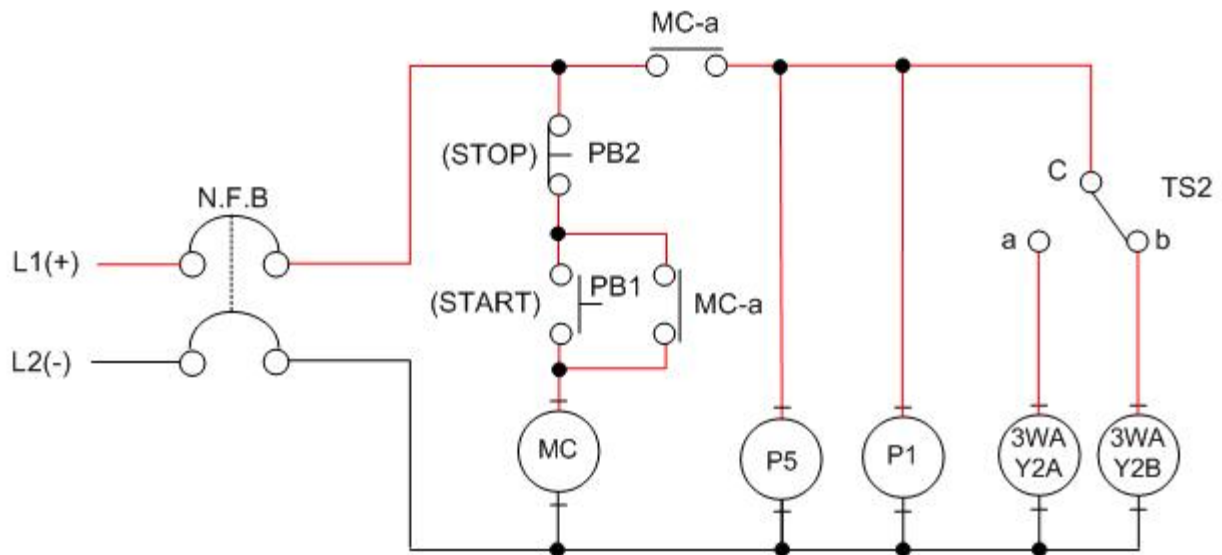 MC-a
(STOP) PB2
C
TS2
N.F.B
a
b
L1(+)
PB1
(START)
MC-a
L2(-)
MC
P5
P1
3WA
Y2A
3WA
Y2B